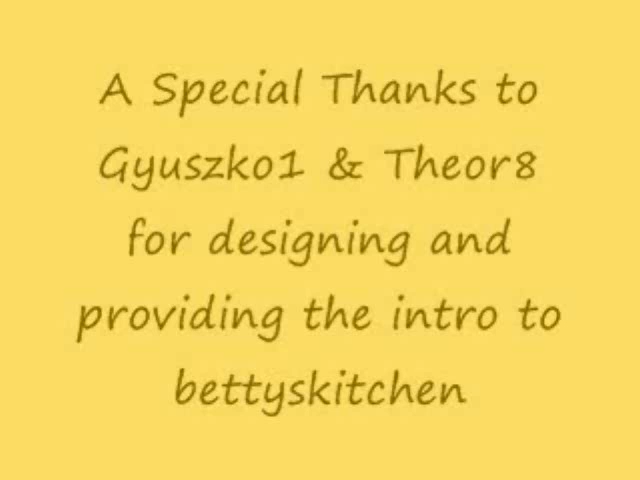 A Special Thanks to
Gyuszko1 & Theor8
for designing and
providing the intro to
bettyskitchen